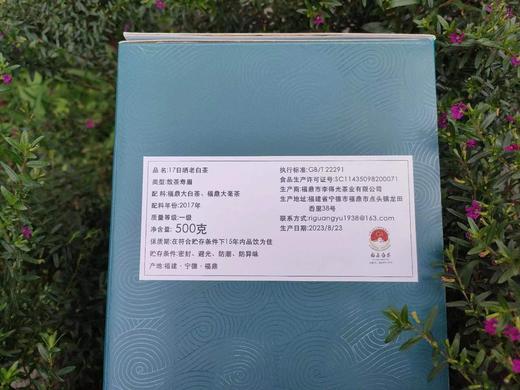 品名:17日晒老白茶
类型:散茶寿眉
配 料:福鼎大白茶、福鼎大毫茶
配料年份:2017年
质量等级:一级
净含量:500克
保质期:在符合贮存条件下15年内品饮为佳
贮存条件:密封、避光、防潮、防异味
产地:福建·宁德·福鼎
执行标准:GB/T 22291
食品生产许可证号:SC11435098200071
生产商:福鼎市李得光茶业有限公司
生产地址:福建省宁德市福鼎市点头镇龙田
西里38号
联系方式:riguangyu1938@163.com
生产日期:2023/8/23
福鼎白茶